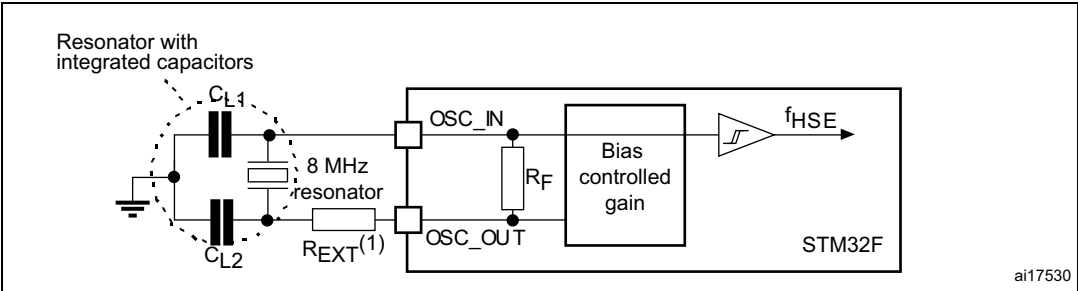 Resonator with
integrated capacitors
CL1
OSC_IN
fHSE
8 MHz
resonator
RF
Bias
controlled
gain
REXT(1)
OSC_OUT
CL2
STM32F
ai17530